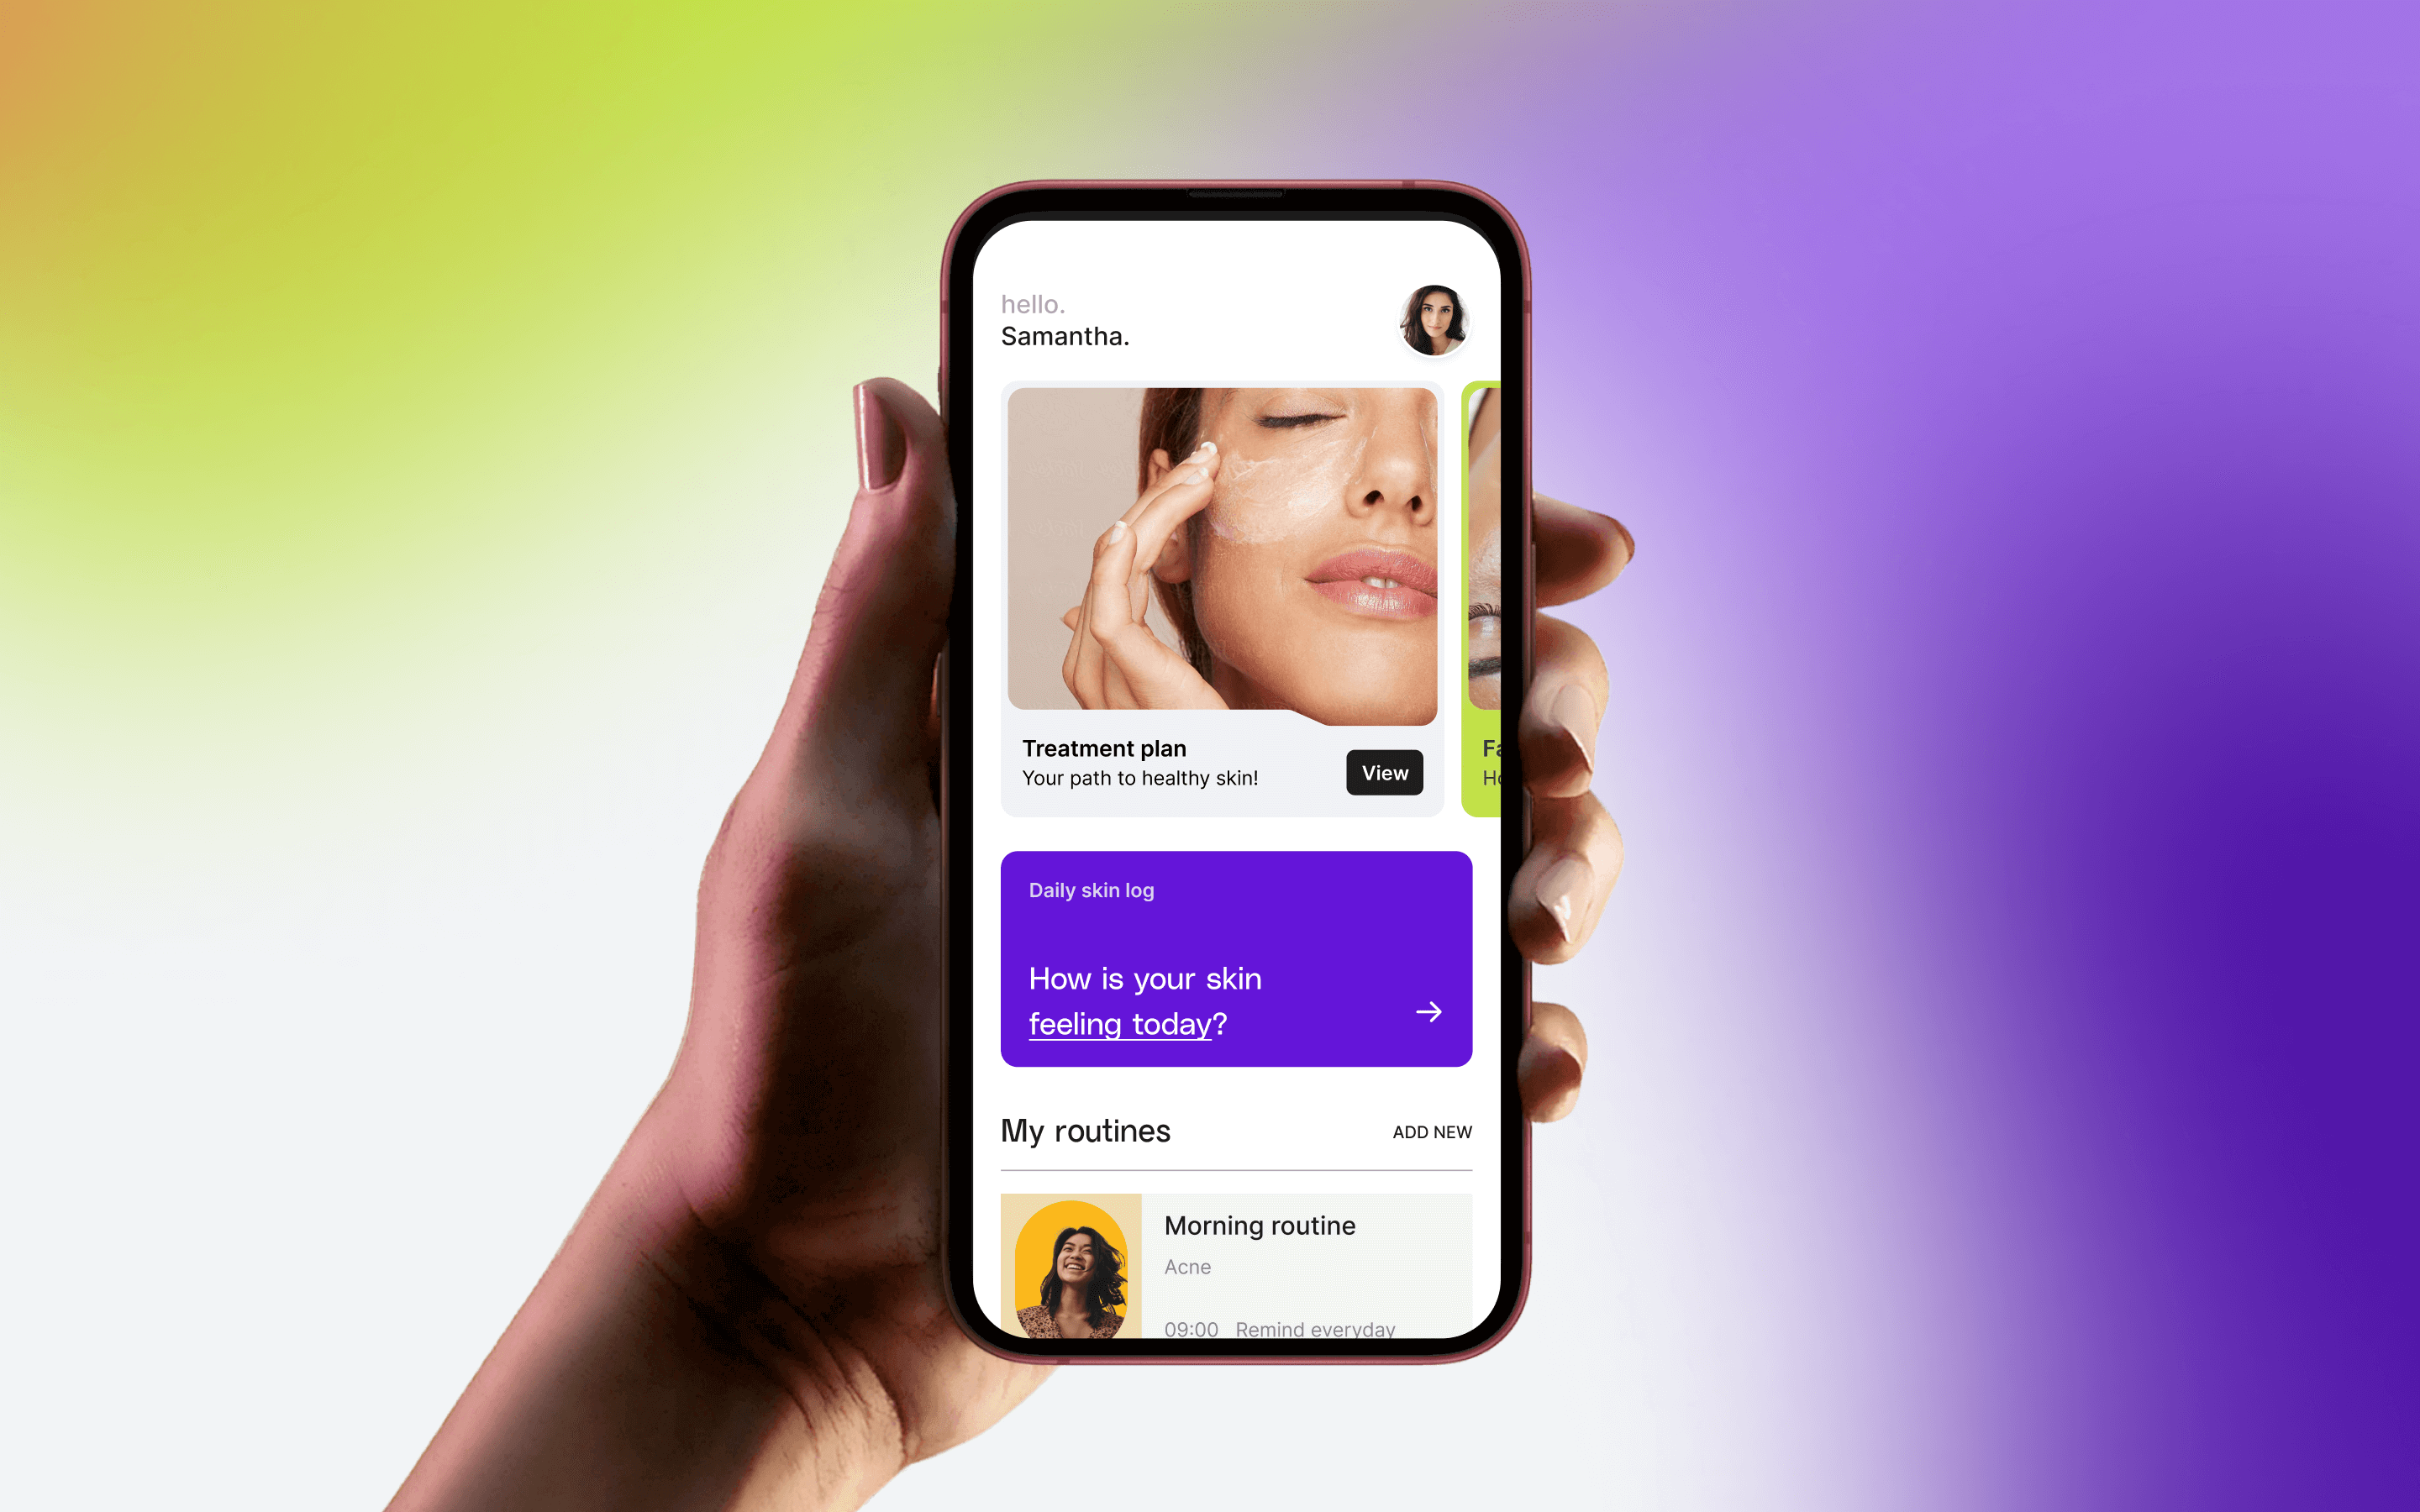 hello.
Samantha.
Treatment plan
Your path to healthy skin!
View
Daily skin log
How is your skin
feeling today?
My routines
ADD NEW
Morning routine
Acne
09:00 Remind everyday